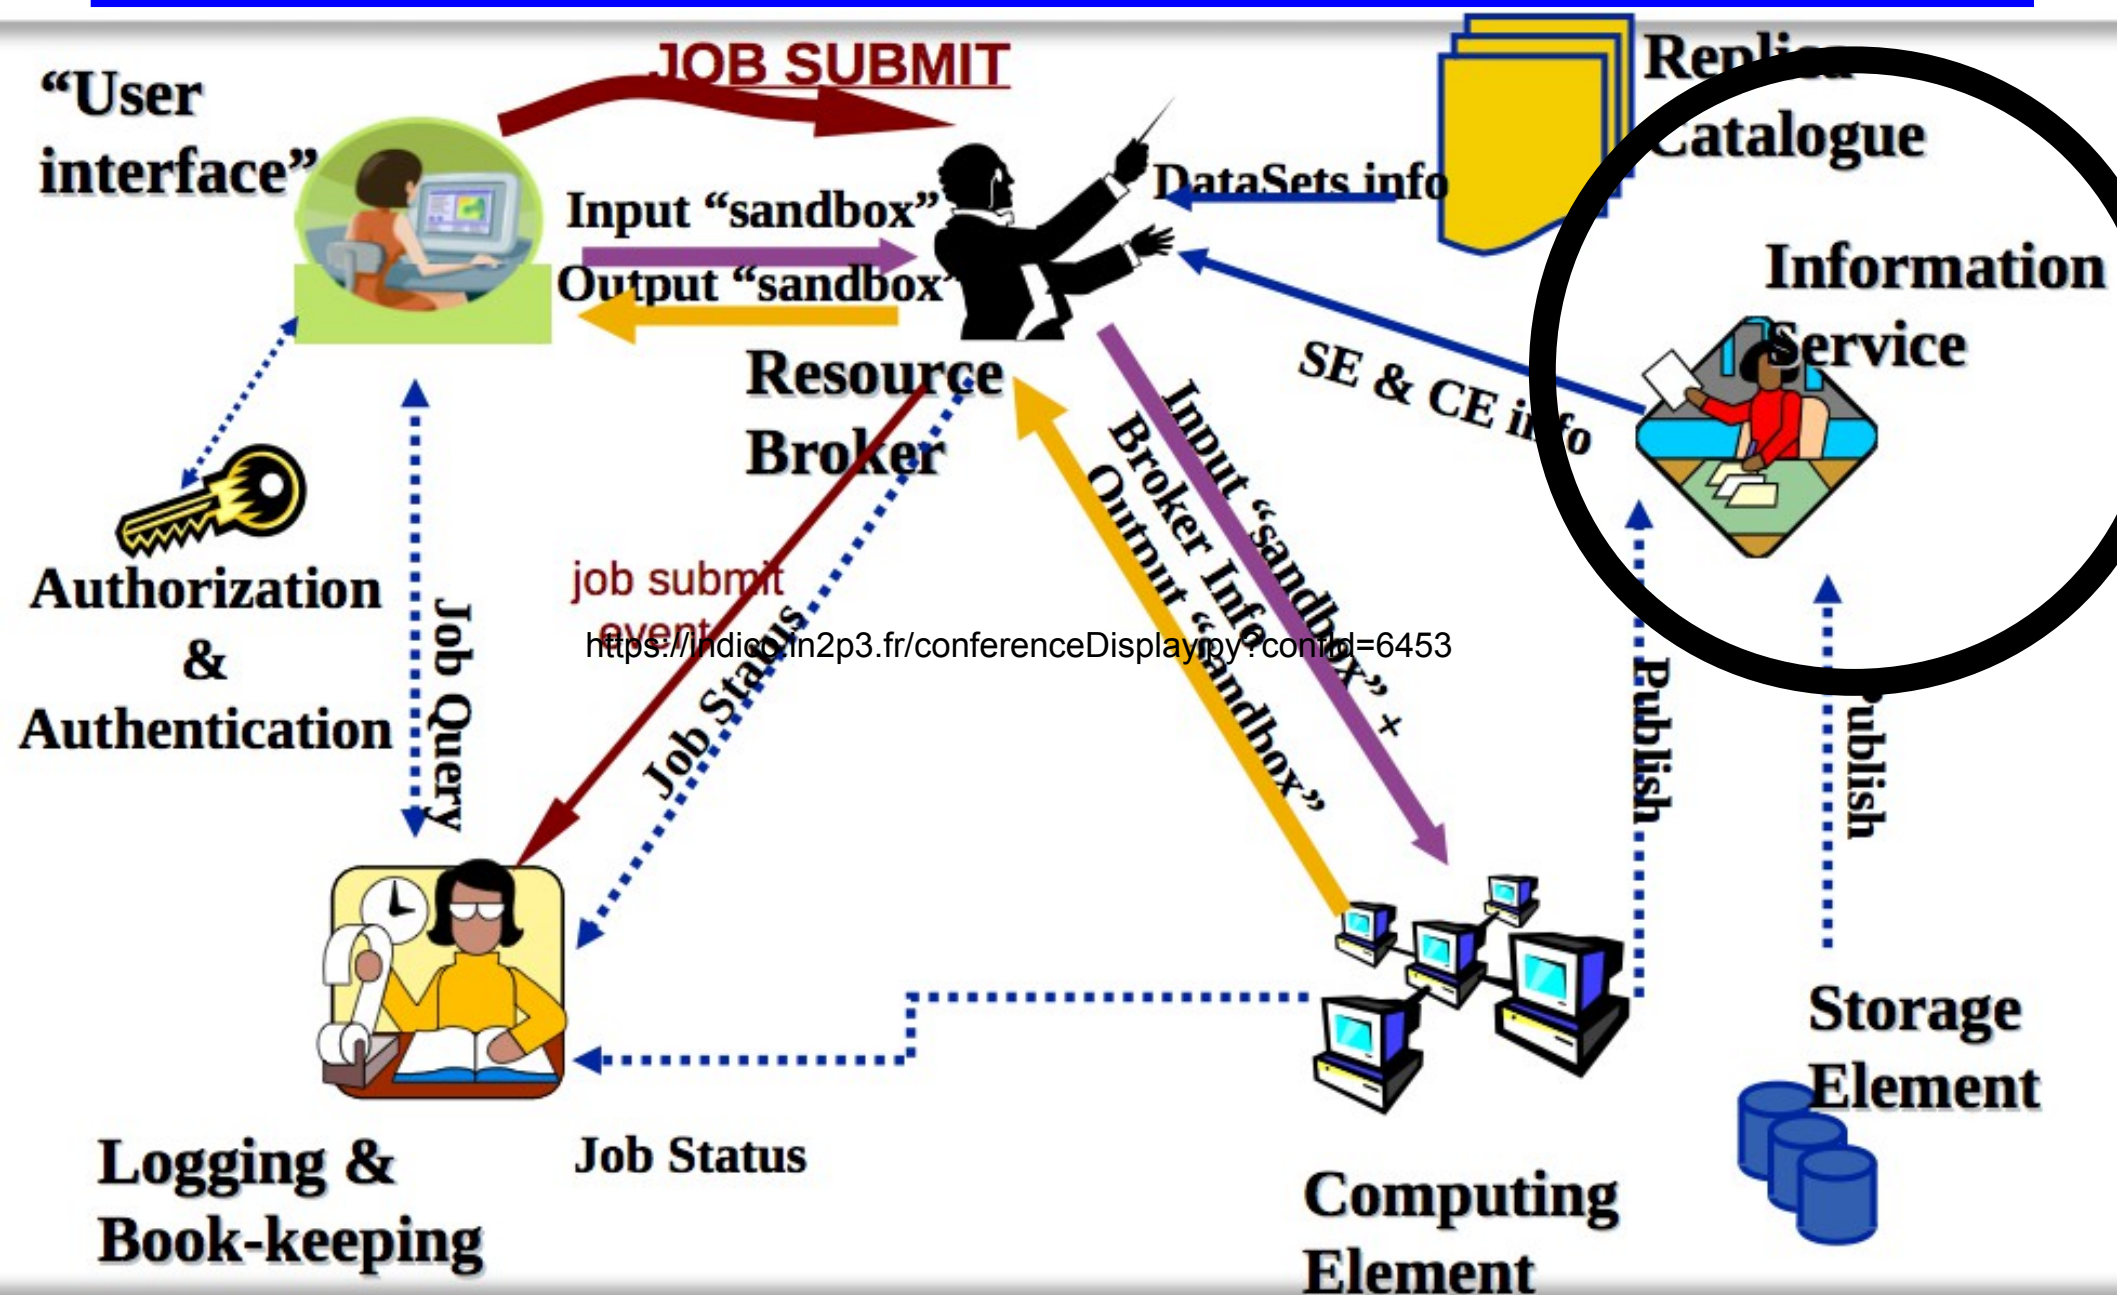 JOB SUBMIT
“User
interface”
Replica
Catalogue
DataSets info
Input “sandbox”
Output “sandbox”
Information
Service
SE & CE info
Resource
Broker
Input “sandbox” +
Broker Info
Output “sandbox”
Authorization
&
Authentication
Job Query
job submit
event
Job Status
https://indico.in2p3.fr/conferenceDisplay.py?confId=6453
Publish
Publish
Storage
Element
Logging &
Book-keeping
Job Status
Computing
Element